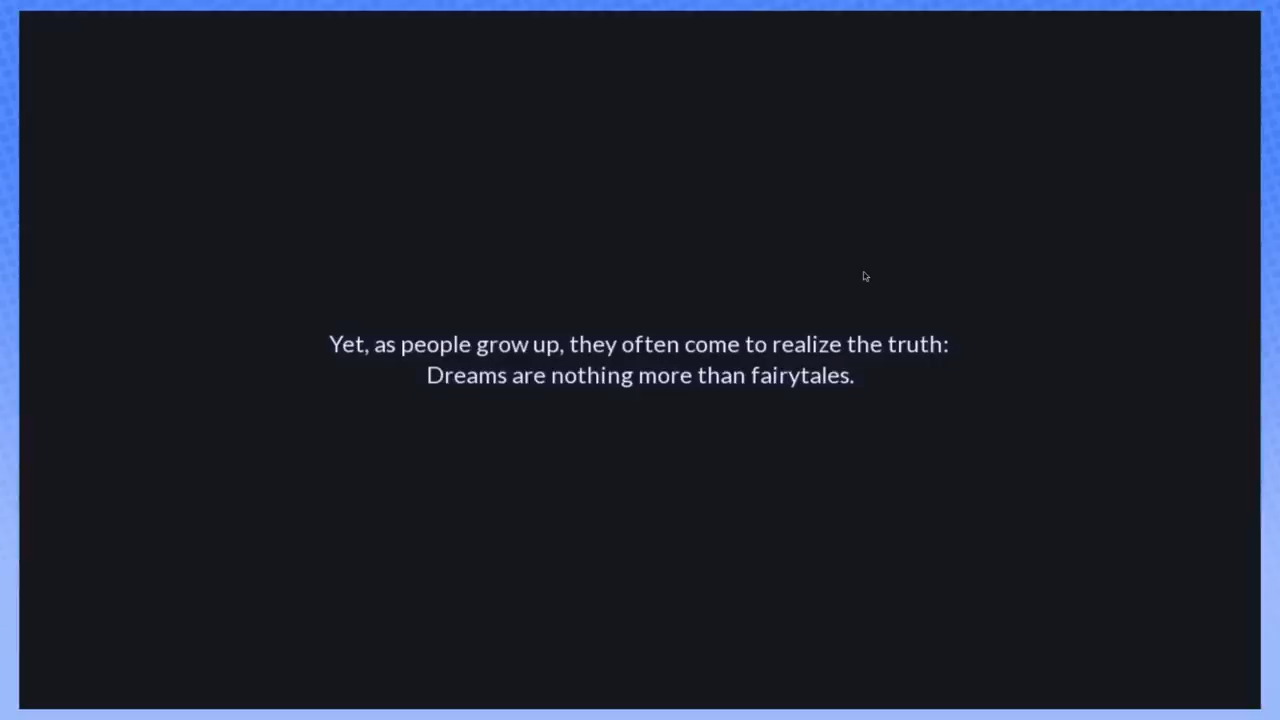 Yet, as people grow up, they often come to realize the truth:
Dreams are nothing more than fairytales.